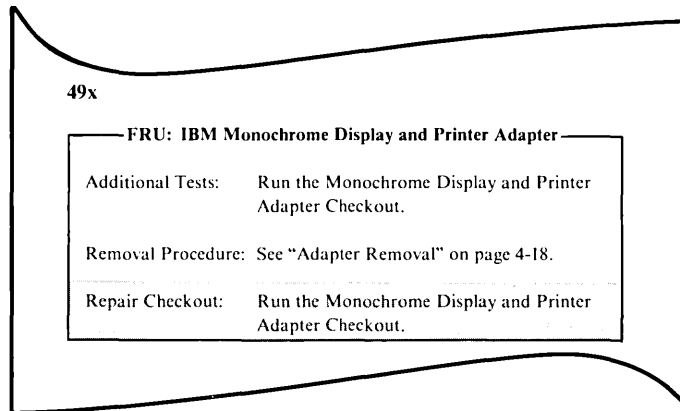 49x
FRU: IBM Monochrome Display and Printer Adapter
Additional Tests: Run the Monochrome Display and Printer
Adapter Checkout.
Removal Procedure: See “Adapter Removal” on page 4-18.
Repair Checkout: Run the Monochrome Display and Printer
Adapter Checkout.